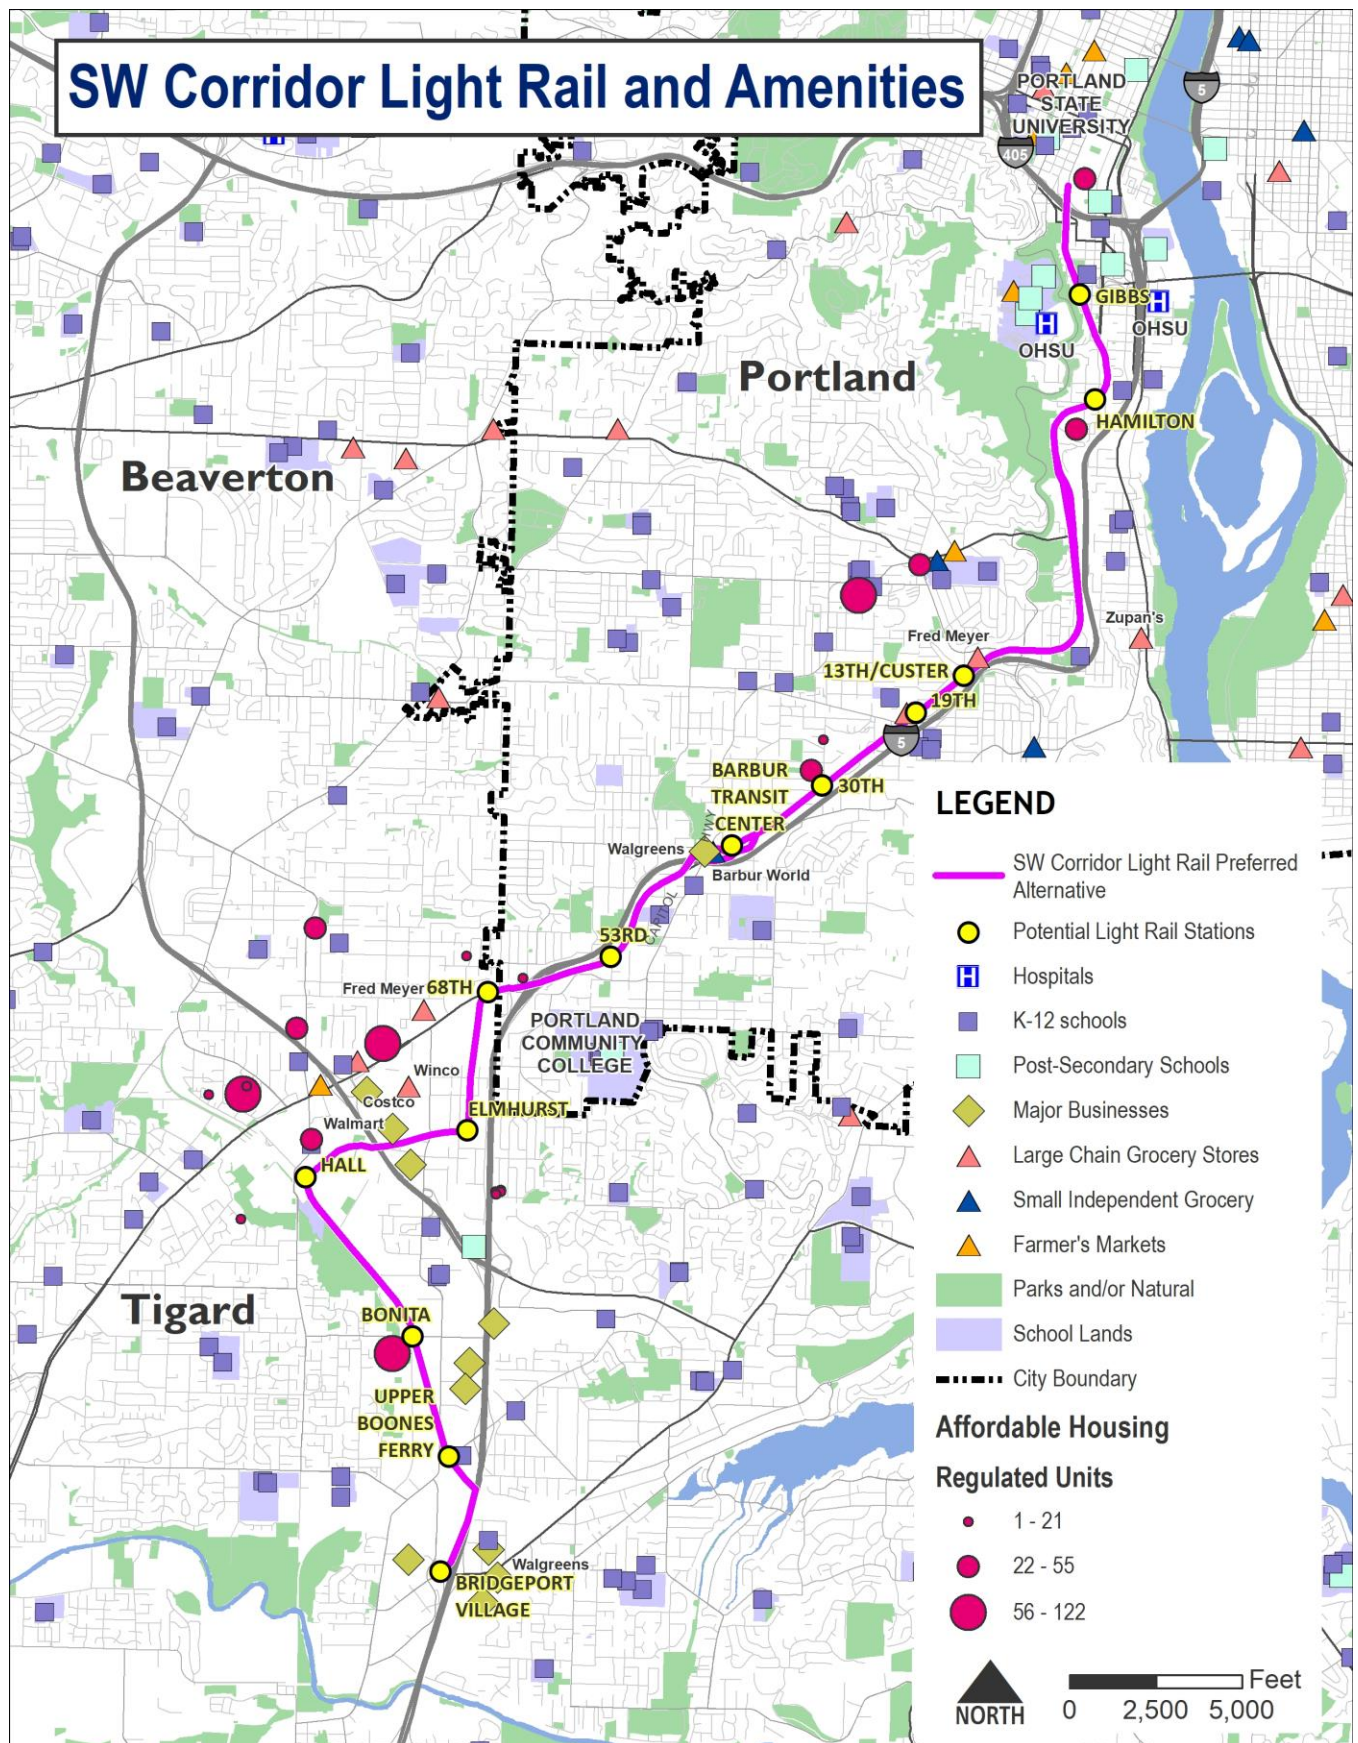 SW Corridor Light Rail and Amenities
PORTLAND
STATE
UNIVERSITY
5
405
GIBBS
H
OHSU
H
OHSU
Portland
HAMILTON
Beaverton
Zupan's
Fred Meyer
13TH/CUSTER
19TH
5
BARBUR
TRANSIT
CENTER
30TH
HWY
Walgreens
Barbur World
CAPITOL
53RD
Fred Meyer
68TH
PORTLAND
COMMUNITY
COLLEGE
Winco
Costco
Walmart
ELMHURST
HALL
Tigard
BONITA
UPPER
BOONES
FERRY
Walgreens
BRIDGEPORT
VILLAGE
LEGEND
SW Corridor Light Rail Preferred
Alternative
Potential Light Rail Stations
H Hospitals
K-12 schools
Post-Secondary Schools
Major Businesses
Large Chain Grocery Stores
Small Independent Grocery
Farmer's Markets
Parks and/or Natural
School Lands
City Boundary
Affordable Housing
Regulated Units
1 - 21
22 - 55
56 - 122
NORTH
Feet
0 2,500 5,000